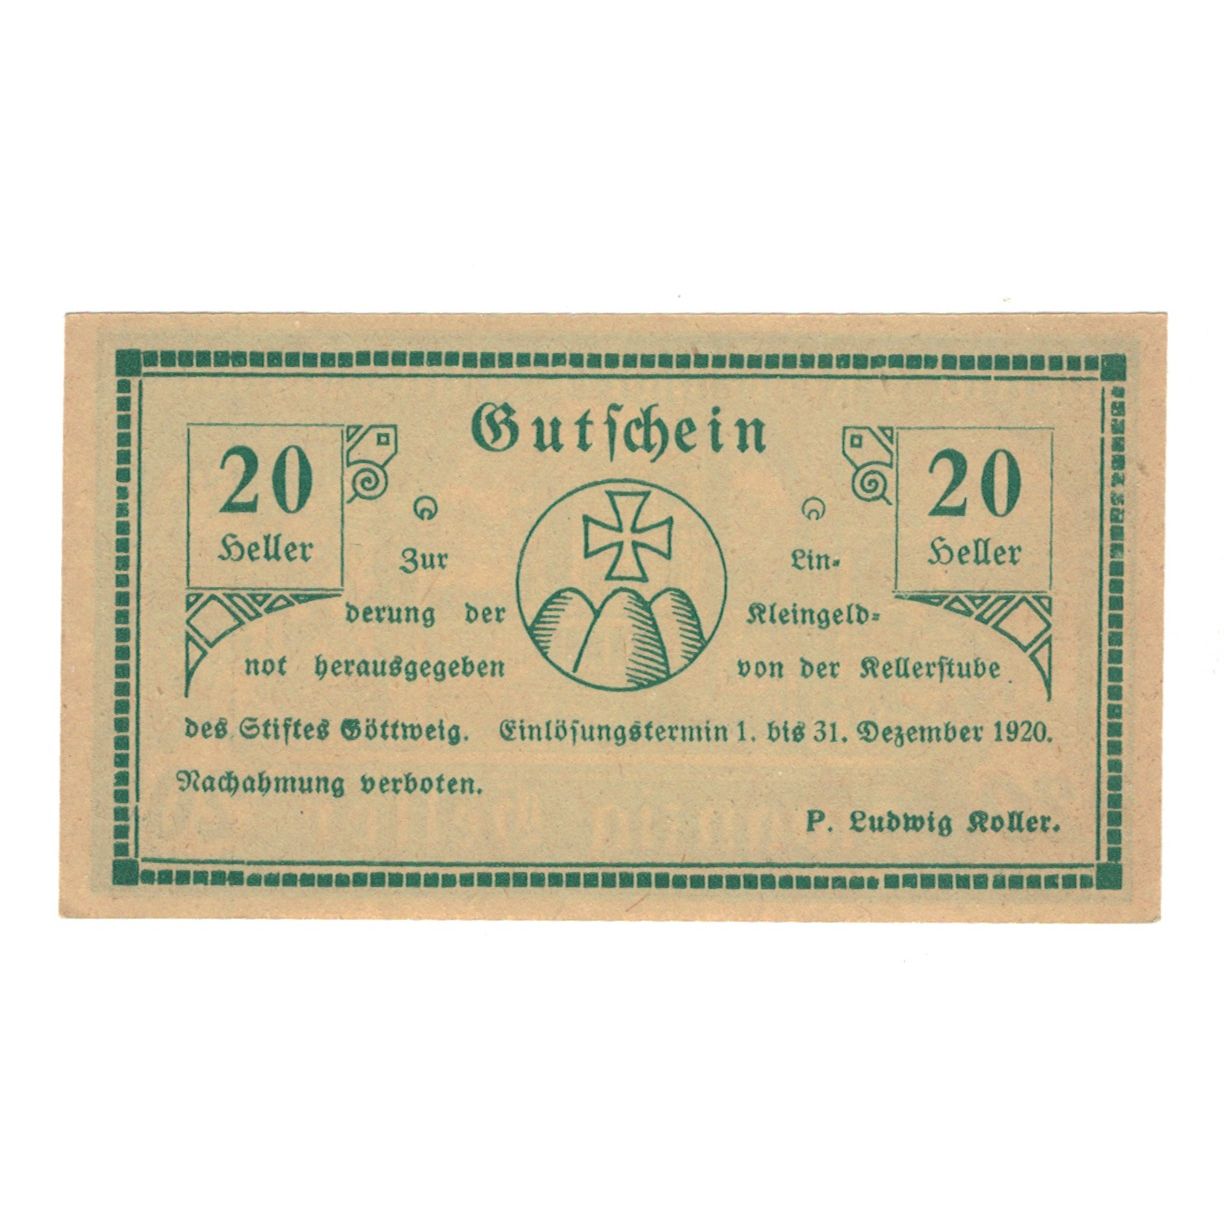 Gutschein
20 20
Heller Heller
Zur Lin-
derung der Kleingeld-
not herausgegeben von der Kellerstube
des Stiftes Göttweig. Einlösungstermin 1. bis 31. Dezember 1920.
Nachahmung verboten.
P. Ludwig Koller.